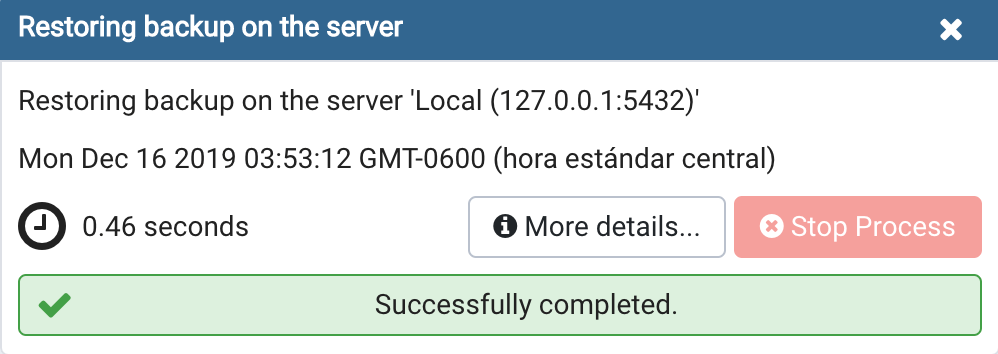 Restoring backup on the server
Restoring backup on the server 'Local (127.0.0.1:5432)'
Mon Dec 16 2019 03:53:12 GMT-0600 (hora estándar central)
0.46 seconds
More details...
Stop Process
Successfully completed.